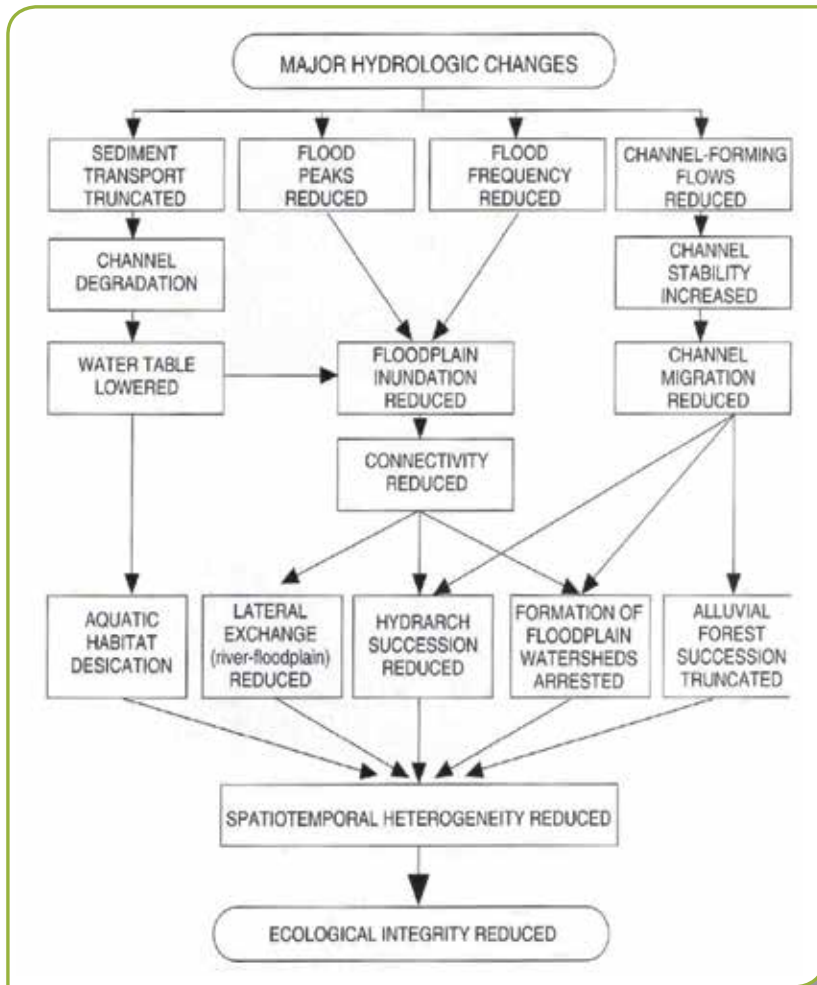 MAJOR HYDROLOGIC CHANGES
SEDIMENT
TRANSPORT
TRUNCATED
FLOOD
PEAKS
REDUCED
FLOOD
FREQUENCY
REDUCED
CHANNEL-FORMING
FLOWS
REDUCED
CHANNEL
DEGRADATION
CHANNEL
STABILITY
INCREASED
WATER TABLE
LOWERED
FLOODPLAIN
INUNDATION
REDUCED
CHANNEL
MIGRATION
REDUCED
CONNECTIVITY
REDUCED
AQUATIC
HABITAT
DESICATION
LATERAL
EXCHANGE
(river-floodplain)
REDUCED
HYDRARCH
SUCCESSION
REDUCED
FORMATION OF
FLOODPLAIN
WATERSHEDS
ARRESTED
ALLUVIAL
FOREST
SUCCESSION
TRUNCATED
SPATIOTEMPORAL HETEROGENEITY REDUCED
ECOLOGICAL INTEGRITY REDUCED